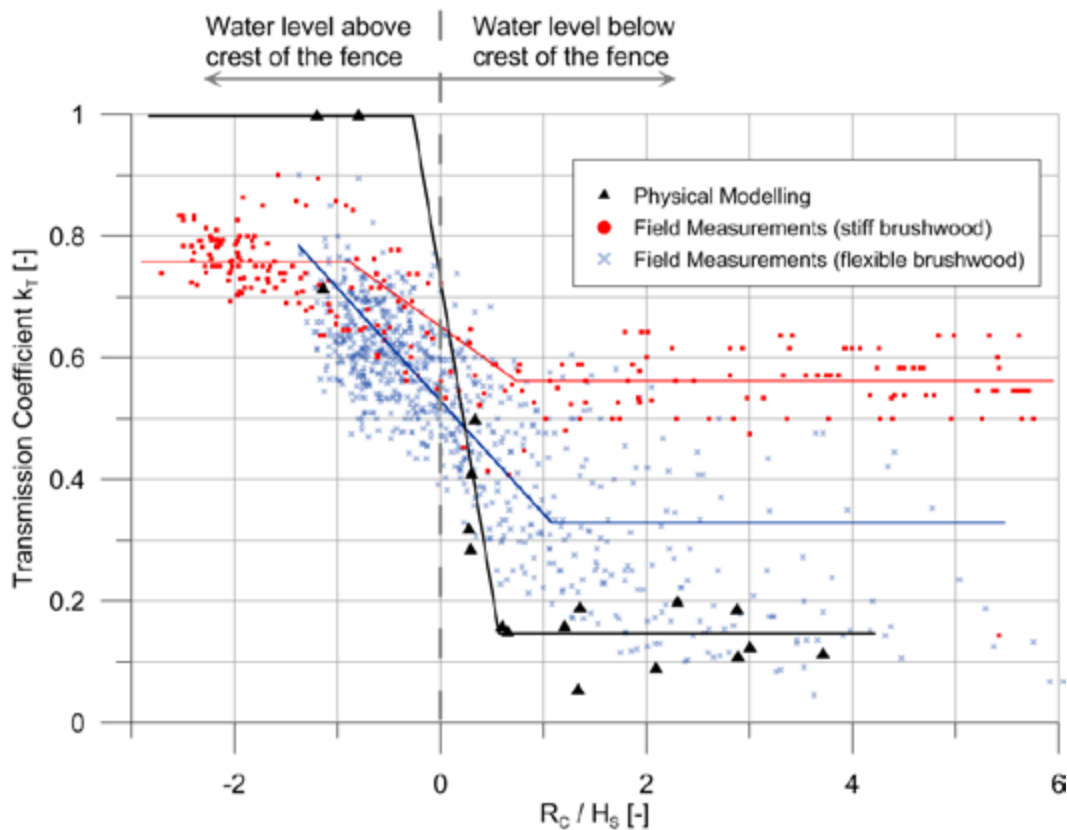 Water level above
crest of the fence
Water level below
crest of the fence
1
0.8
0.6
0.4
0.2
0
Transmission Coefficient kT [-]
Physical Modelling
Field Measurements (stiff brushwood)
Field Measurements (flexible brushwood)
-2
0
2
4
6
RC / HS [-]